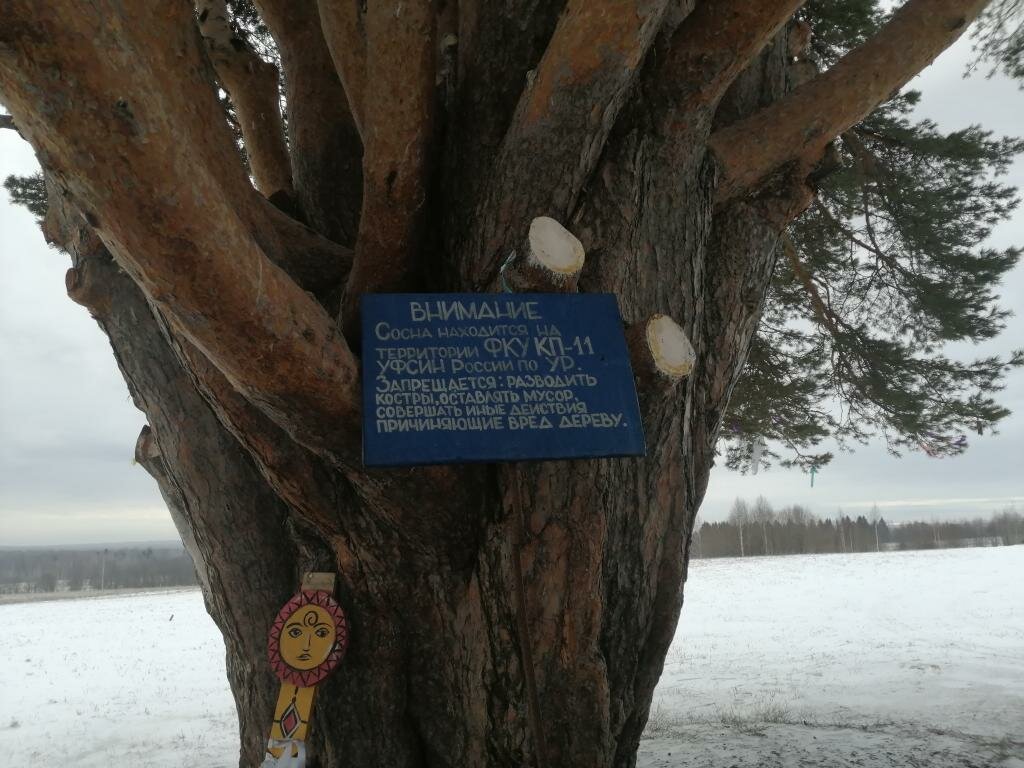 ВНИМАНИЕ
Сосна находится на
территории ФКУ КП-11
УФСИН России по УР.
Запрещается: разводить
костры, оставлять мусор,
совершать иные действия
причиняющие вред дереву.